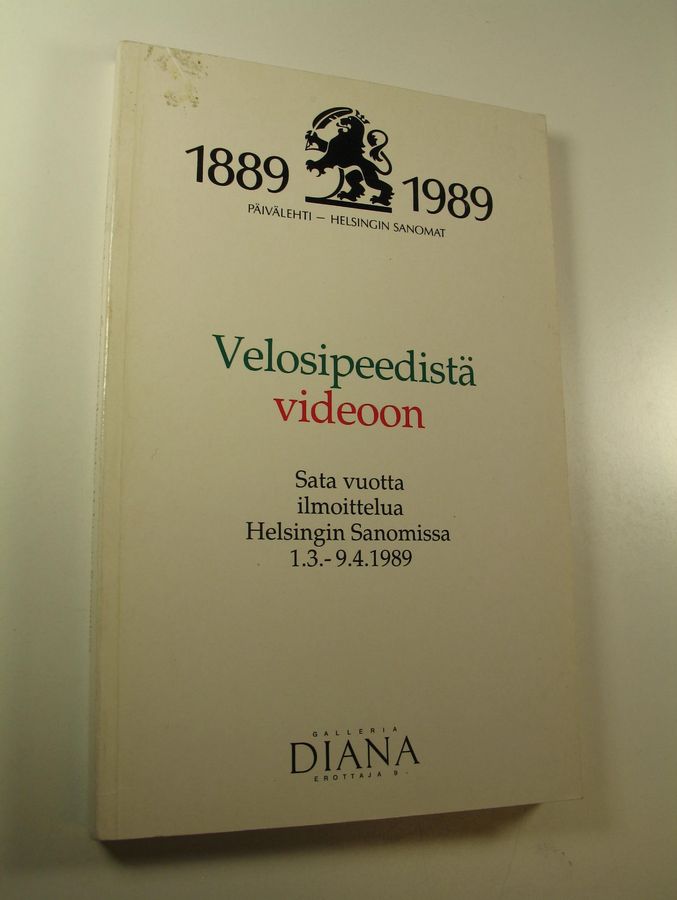 1889 1989
PÄIVÄLEHTI — HELSINGIN SANOMAT
Velosipeedistä
videoon
Sata vuotta
ilmoittelua
Helsingin Sanomissa
1.3.-9.4.1989
GALLERIA
DIANA
EROTTAJA 9